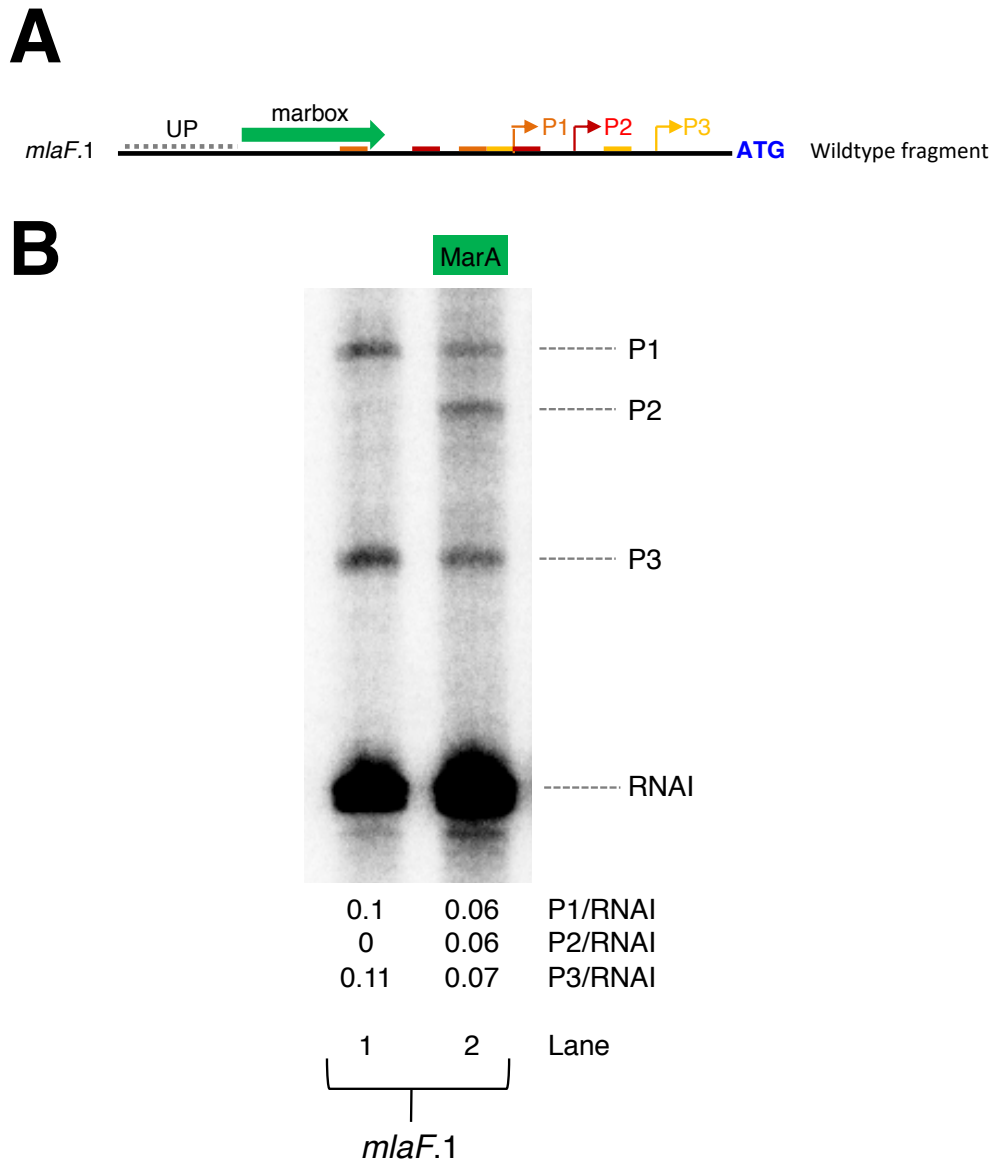 A
UP marbox P1 P2 P3
mlaF.1 ATG Wildtype fragment
B
MarA
P1
P2
P3
RNAI
0.1 0.06 P1/RNAI
0 0.06 P2/RNAI
0.11 0.07 P3/RNAI
1 2 Lane
mlaF.1